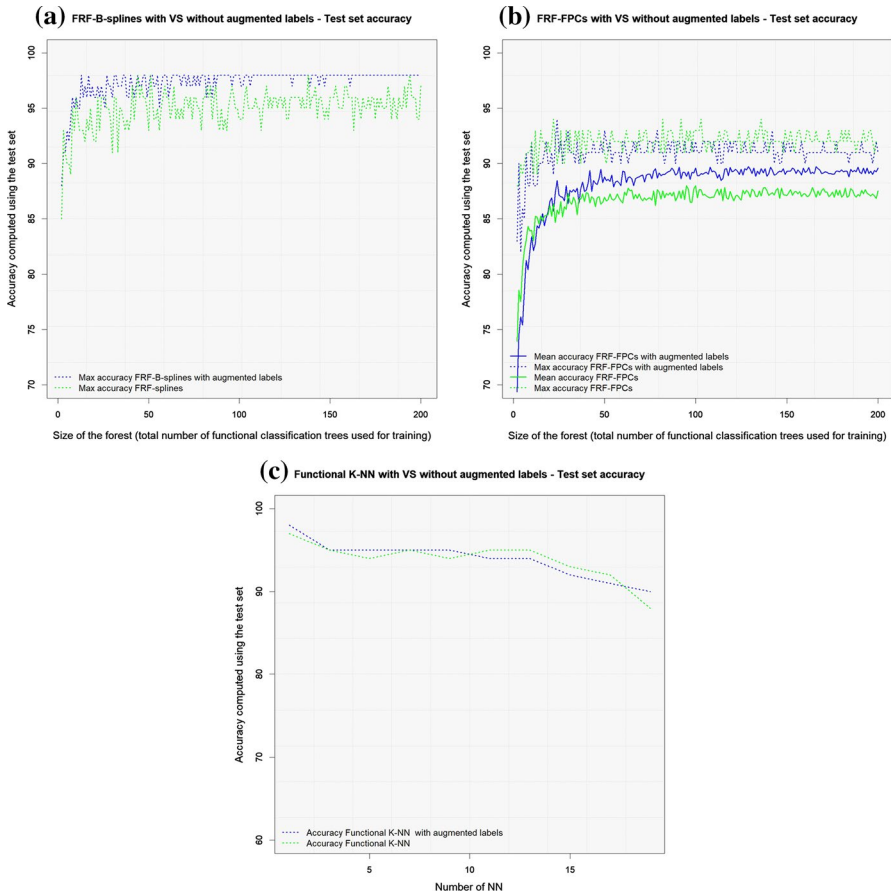 (a) FRF-B-splines with VS without augmented labels - Test set accuracy
Accuracy computed using the test set
100
95
90
85
80
75
70
Max accuracy FRF-B-splines with augmented labels
Max accuracy FRF-splines
0 50 100 150 200
Size of the forest (total number of functional classification trees used for training)
(b) FRF-FPCs with VS without augmented labels - Test set accuracy
Accuracy computed using the test set
100
95
90
85
80
75
70
Mean accuracy FRF-FPCs with augmented labels
Max accuracy FRF-FPCs with augmented labels
Mean accuracy FRF-FPCs
Max accuracy FRF-FPCs
0 50 100 150 200
Size of the forest (total number of functional classification trees used for training)
(c) Functional K-NN with VS without augmented labels - Test set accuracy
Accuracy computed using the test set
100
90
80
70
60
Accuracy Functional K-NN with augmented labels
Accuracy Functional K-NN
5 10 15
Number of NN